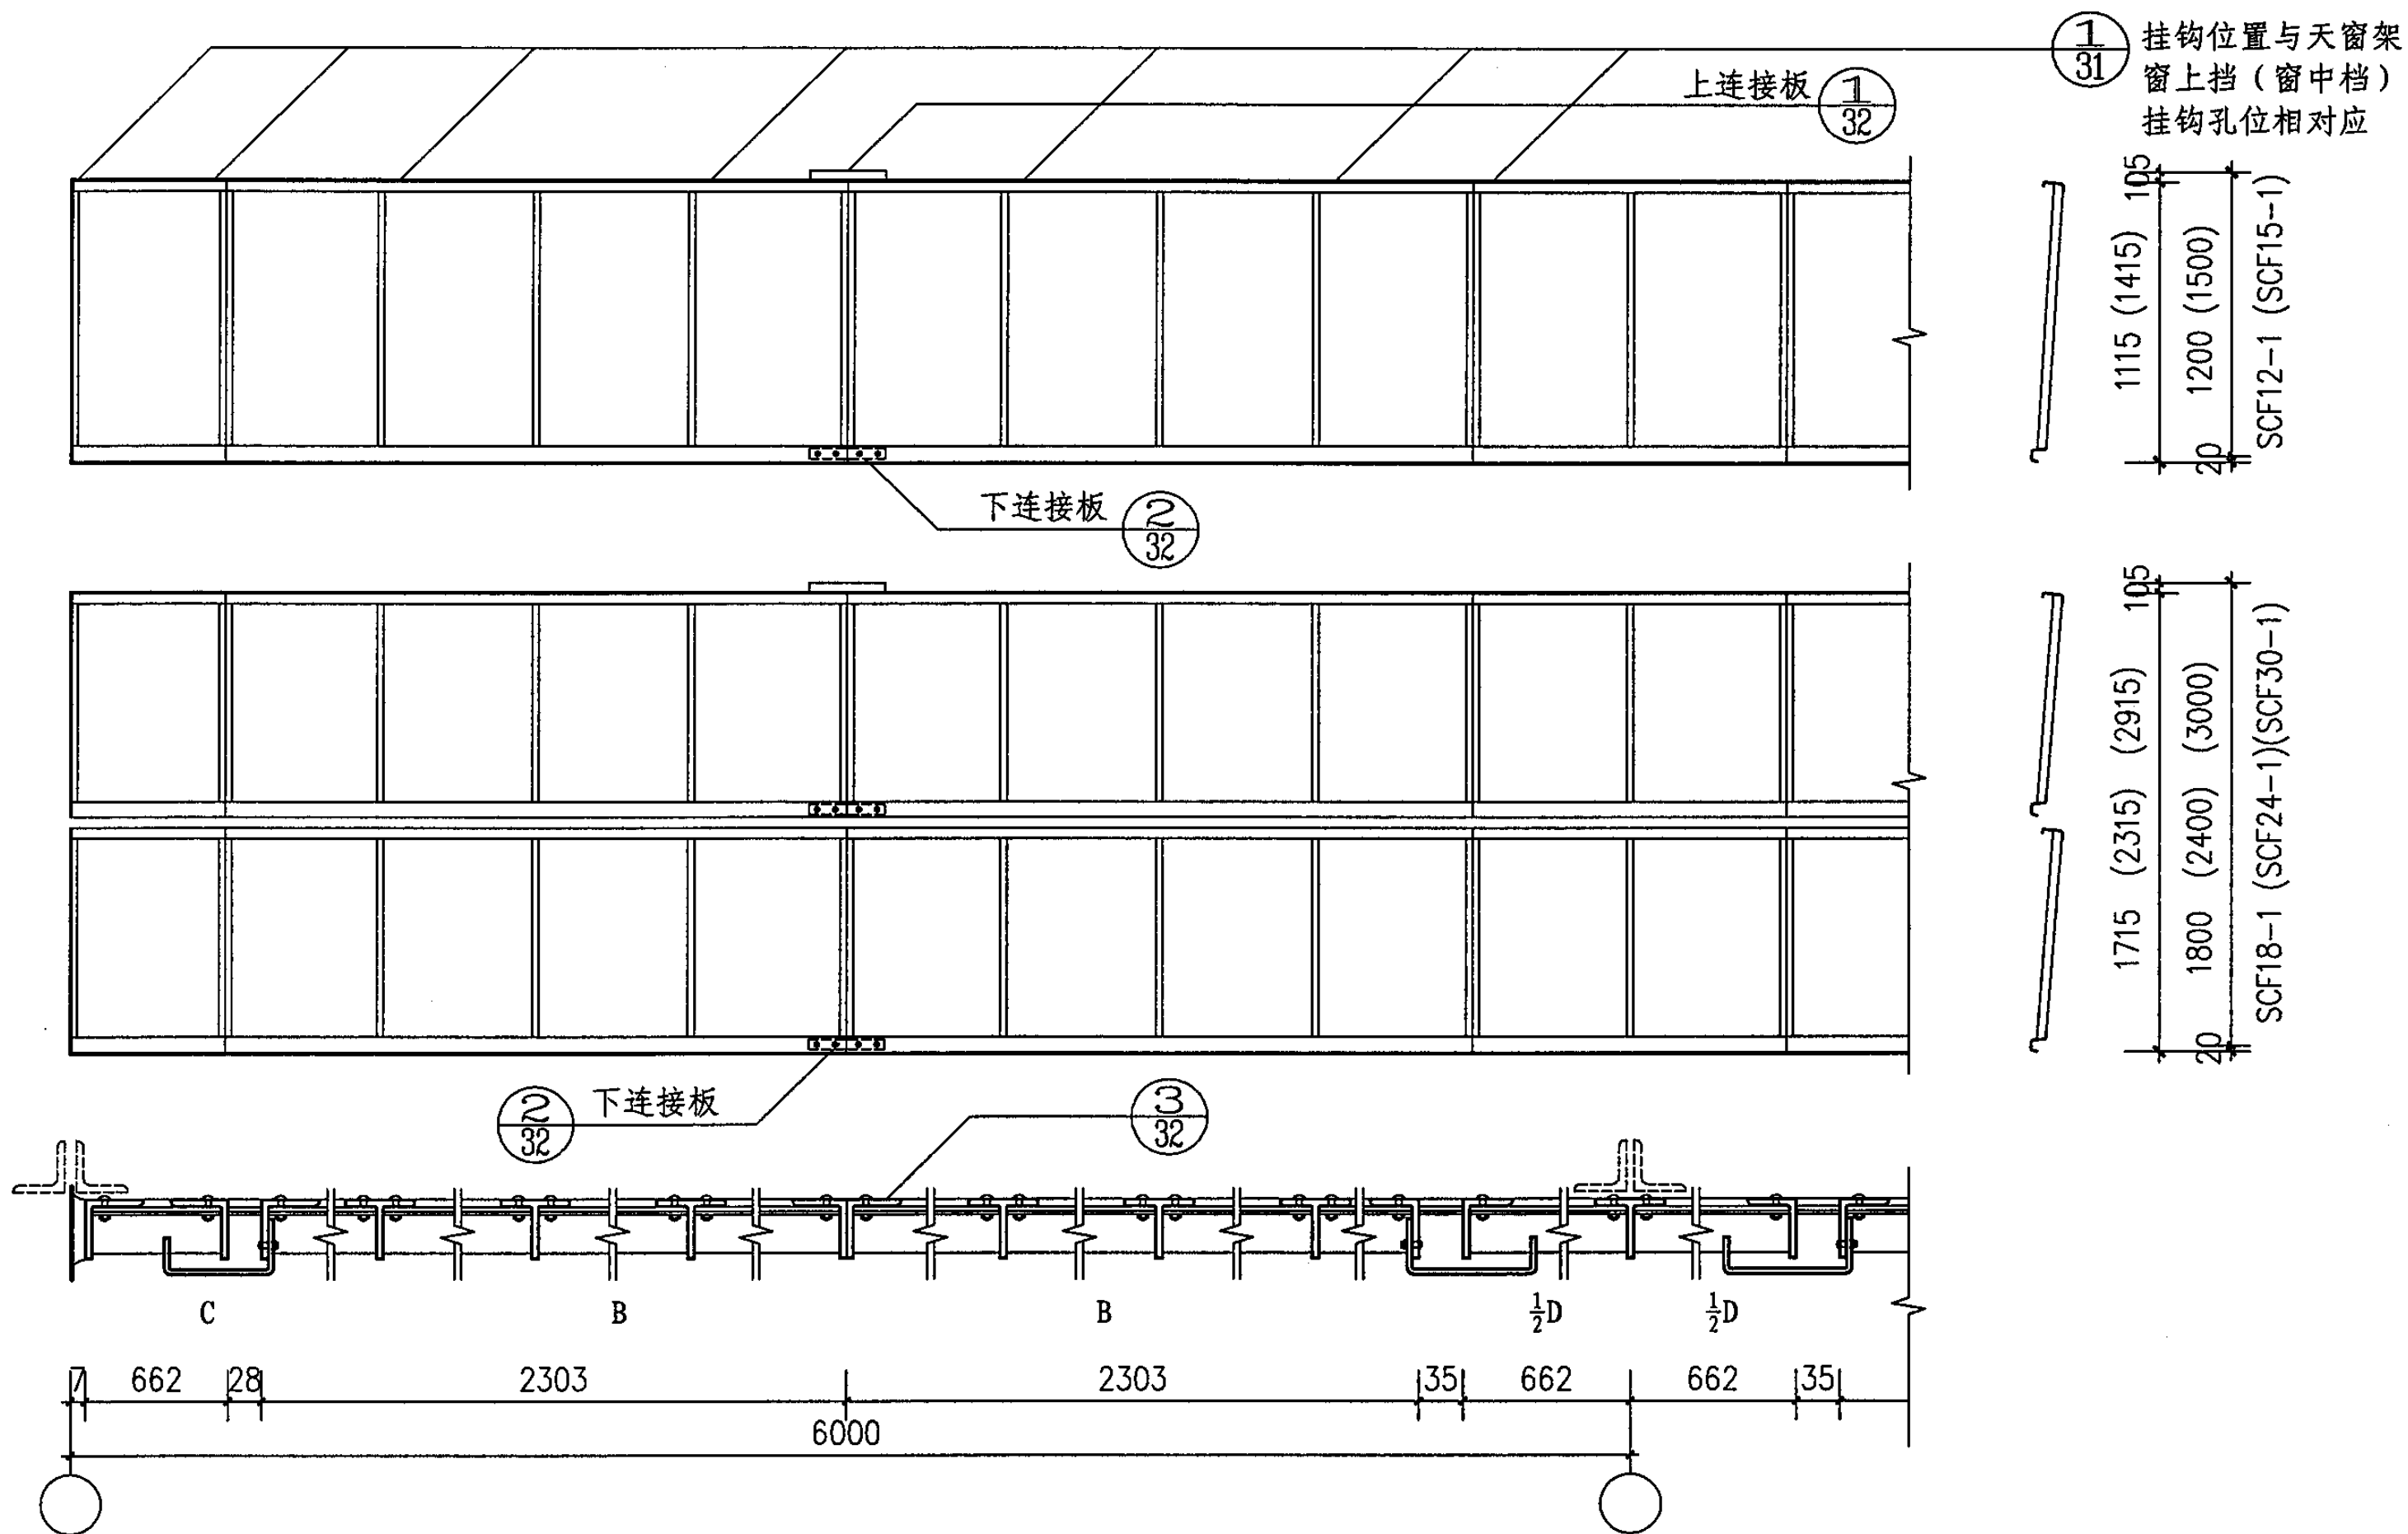 1
31
挂钩位置与天窗架
窗上挡（窗中档）
挂钩孔位相对应
上连接板
1
32
105
1115 (1415)
1200 (1500)
20
SCF12-1 (SCF15-1)
下连接板
2
32
105
1715 (2315) (2915)
1800 (2400) (3000)
20
SCF18-1 (SCF24-1)(SCF30-1)
2
32
下连接板
3
32
C
B
B
1/2D
1/2D
7
662
28
2303
2303
35
662
662
35
6000